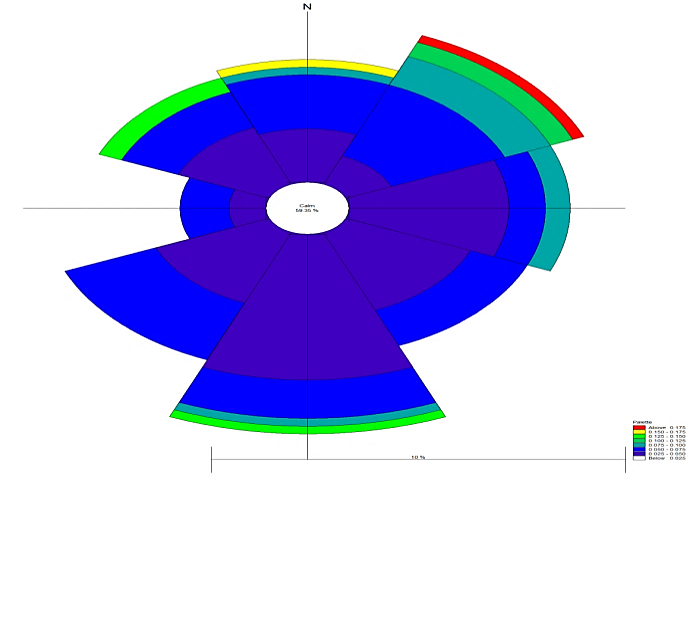 N
Calm
59.35 %
10 %
Palette
Above 0.175
0.150 - 0.175
0.125 - 0.150
0.100 - 0.125
0.075 - 0.100
0.050 - 0.075
0.025 - 0.050
Below 0.025